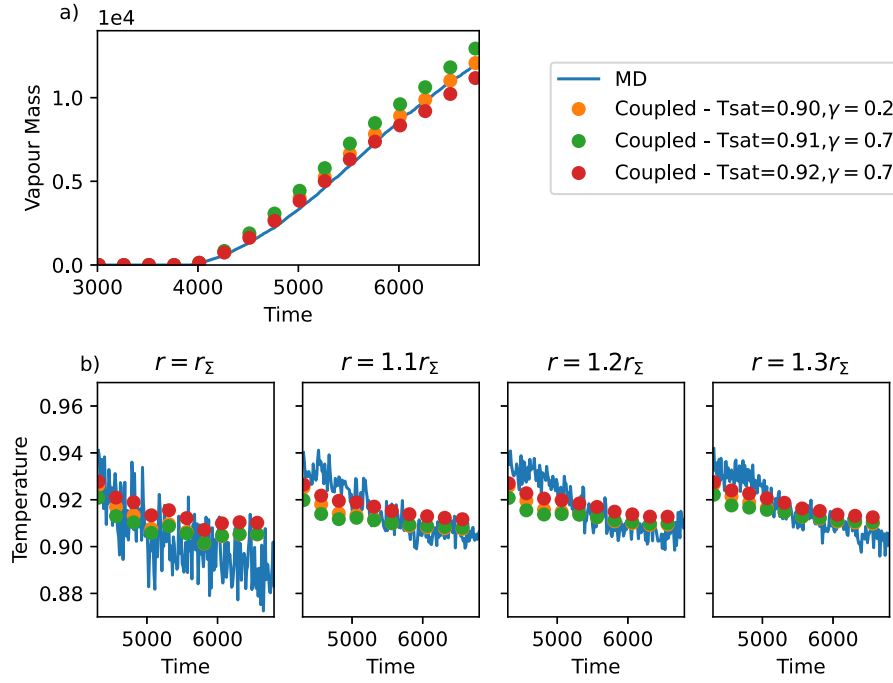 a)
1e4
Vapour Mass
1.0
0.5
0.0
3000 4000 5000 6000
Time
MD
Coupled - Tsat=0.90,γ = 0.2
Coupled - Tsat=0.91,γ = 0.7
Coupled - Tsat=0.92,γ = 0.7
b)
r = r_Σ r = 1.1r_Σ r = 1.2r_Σ r = 1.3r_Σ
Temperature
0.96
0.94
0.92
0.90
0.88
5000 6000 5000 6000 5000 6000 5000 6000
Time Time Time Time